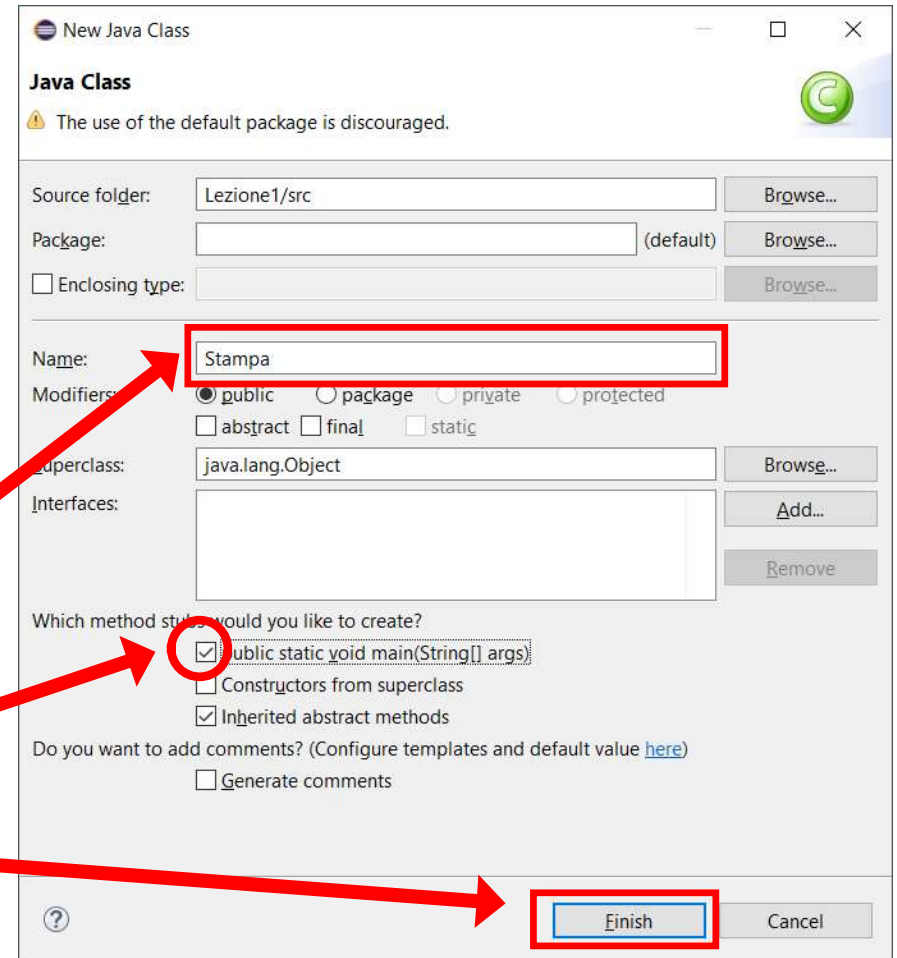 New Java Class
Java Class
The use of the default package is discouraged.
Source folder: Lezione1/src Browse...
Package: (default) Browse...
Enclosing type: Browse...
Name: Stampa
Modifiers: public package private protected
abstract final static
Superclass: java.lang.Object Browse...
Interfaces: Add...
Remove
Which method stubs would you like to create?
public static void main(String[] args)
Constructors from superclass
Inherited abstract methods
Do you want to add comments? (Configure templates and default value here)
Generate comments
? Finish Cancel